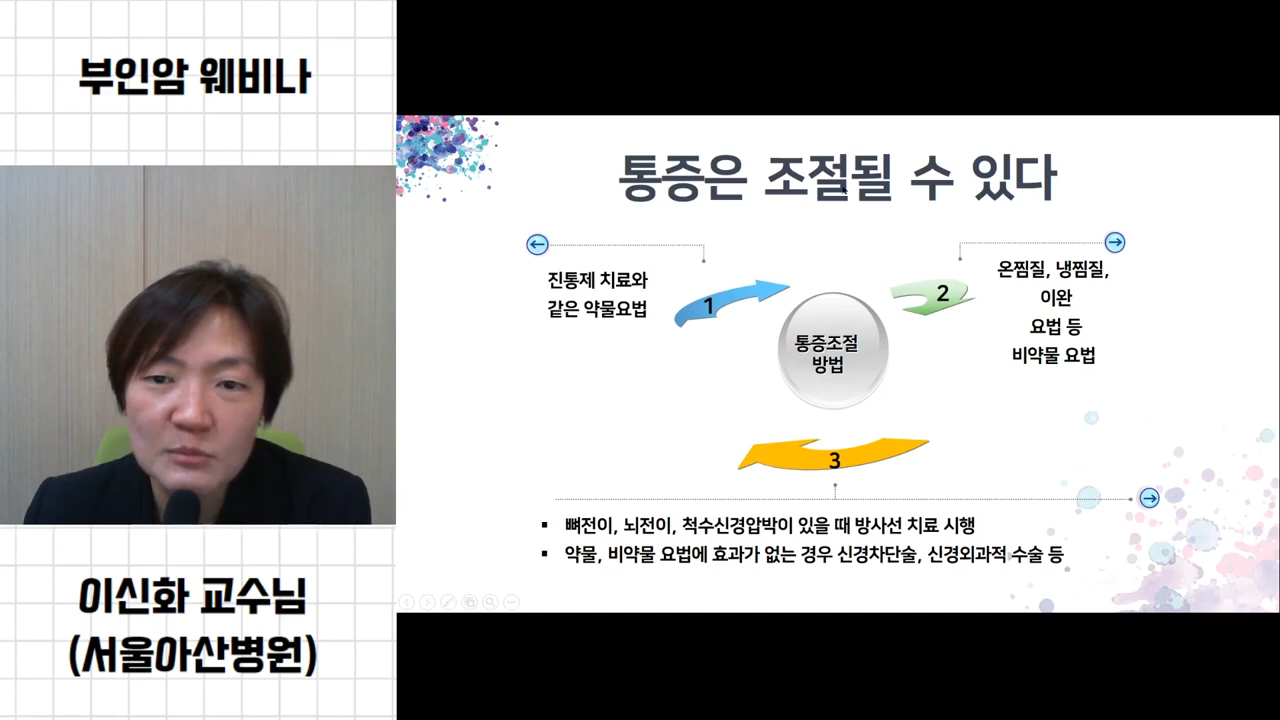 부인암 웨비나
이신화 교수님
(서울아산병원)
통증은 조절될 수 있다
진통제 치료와
같은 약물요법
1
2
온찜질, 냉찜질,
이완
요법 등
비약물 요법
통증조절
방법
3
▪ 뼈전이, 뇌전이, 척수신경압박이 있을 때 방사선 치료 시행
▪ 약물, 비약물 요법에 효과가 없는 경우 신경차단술, 신경외과적 수술 등